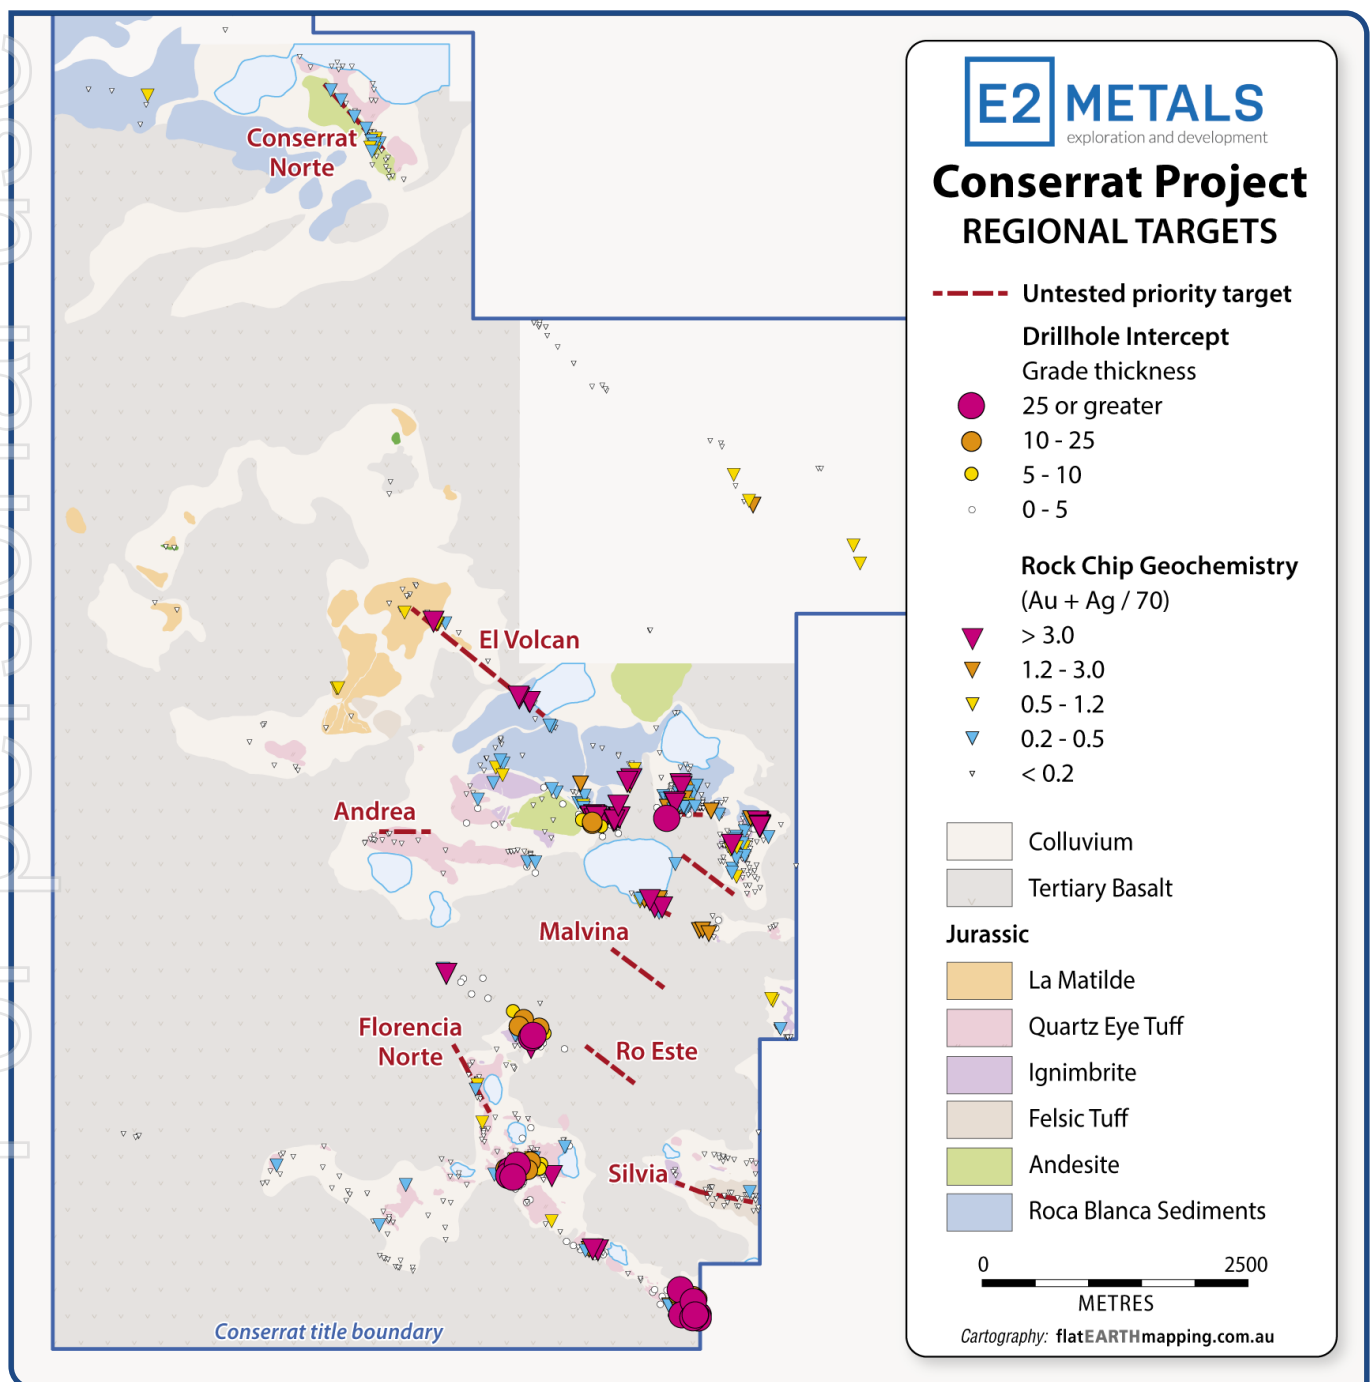 For personal use only
Conserrat
Norte
El Volcan
Andrea
Malvina
Florencia
Norte
Ro Este
Silvia
Conserrat title boundary
E2 METALS
exploration and development
Conserrat Project
REGIONAL TARGETS
Untested priority target
Drillhole Intercept
Grade thickness
25 or greater
10 - 25
5 - 10
0 - 5
Rock Chip Geochemistry
(Au + Ag / 70)
> 3.0
1.2 - 3.0
0.5 - 1.2
0.2 - 0.5
< 0.2
Colluvium
Tertiary Basalt
Jurassic
La Matilde
Quartz Eye Tuff
Ignimbrite
Felsic Tuff
Andesite
Roca Blanca Sediments
0 2500
METRES
Cartography: flatEARTHmapping.com.au